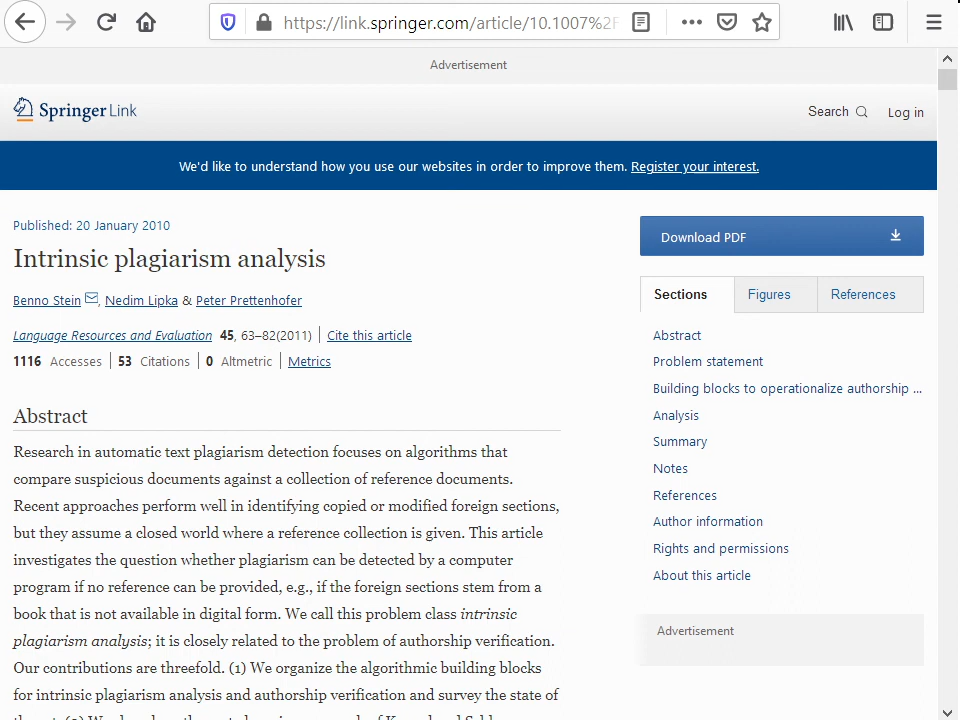 https://link.springer.com/article/10.1007%2F
Advertisement
Springer Link
Search
Log in
We'd like to understand how you use our websites in order to improve them. Register your interest.
Published: 20 January 2010
Intrinsic plagiarism analysis
Benno Stein, Nedim Lipka & Peter Prettenhofer
Language Resources and Evaluation 45, 63–82(2011) | Cite this article
1116 Accesses | 53 Citations | 0 Altmetric | Metrics
Abstract
Research in automatic text plagiarism detection focuses on algorithms that
compare suspicious documents against a collection of reference documents.
Recent approaches perform well in identifying copied or modified foreign sections,
but they assume a closed world where a reference collection is given. This article
investigates the question whether plagiarism can be detected by a computer
program if no reference can be provided, e.g., if the foreign sections stem from a
book that is not available in digital form. We call this problem class intrinsic
plagiarism analysis; it is closely related to the problem of authorship verification.
Our contributions are threefold. (1) We organize the algorithmic building blocks
for intrinsic plagiarism analysis and authorship verification and survey the state of
Download PDF
Sections
Figures
References
Abstract
Problem statement
Building blocks to operationalize authorship ...
Analysis
Summary
Notes
References
Author information
Rights and permissions
About this article
Advertisement